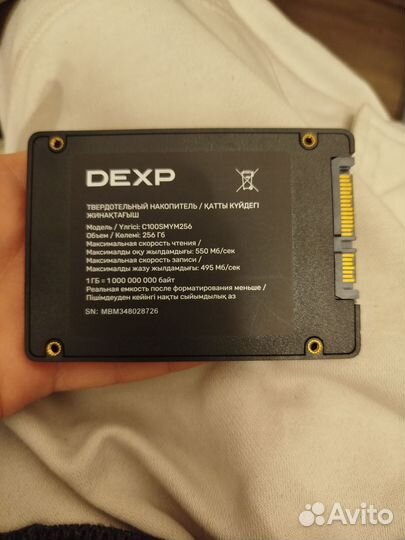 DEXP
ТВЕРДОТЕЛЬНЫЙ НАКОПИТЕЛЬ / ҚАТТЫ КҮЙДЕГІ
ЖИНАҚТАҒЫШ
Модель / Үлгісі: C100SMYM256
Объем / Көлемі: 256 Гб
Максимальная скорость чтения /
Максималды оқу жылдамдығы: 550 Мб/сек
Максимальная скорость записи /
Максималды жазу жылдамдығы: 495 Мб/сек
1 ГБ = 1 000 000 000 байт
Реальная емкость после форматирования меньше /
Пішімдеуден кейінгі нақты сыйымдылық аз
SN: MBM348028726
Avito